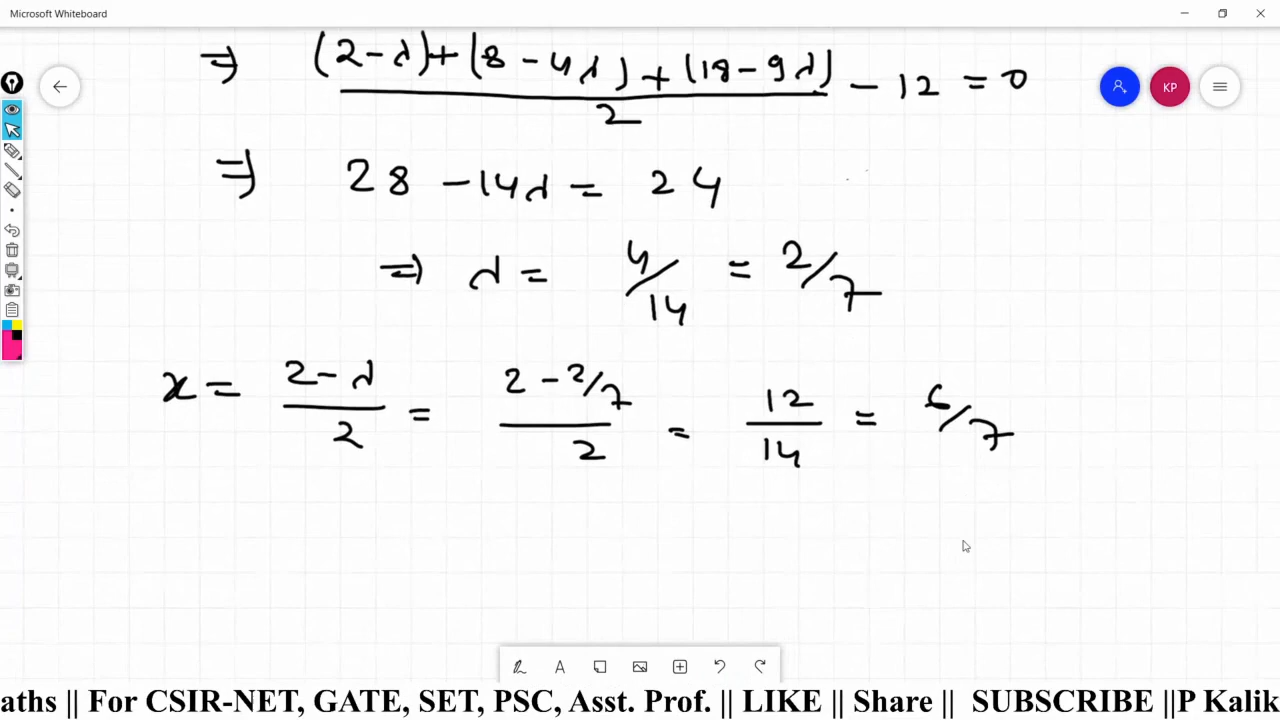 Microsoft Whiteboard
⇒ (2-λ)+(8-4λ)+(18-9λ)/2 - 12 = 0
KP
⇒ 28 -14λ = 24
⇒ λ = 4/14 = 2/7
x = 2-λ/2 = 2-2/7/2 = 12/14 = 6/7
A
aths || For CSIR-NET, GATE, SET, PSC, Asst. Prof. || LIKE || Share || SUBSCRIBE ||P Kalik